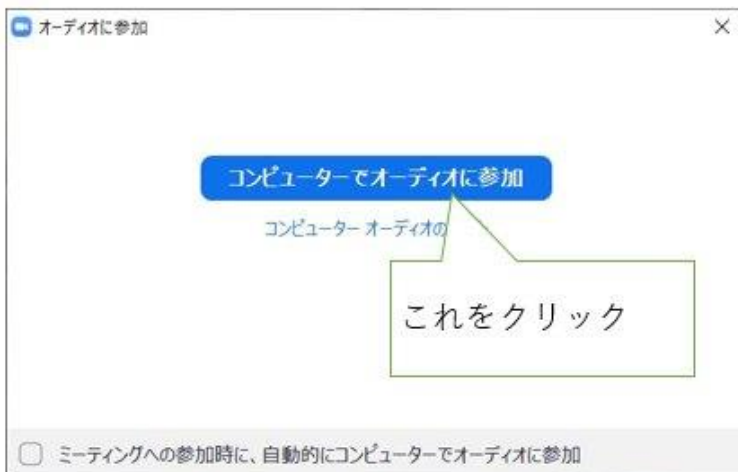 オーディオに参加
コンピューターでオーディオに参加
コンピューター オーディオの
これをクリック
ミーティングへの参加時に、自動的にコンピューターでオーディオに参加